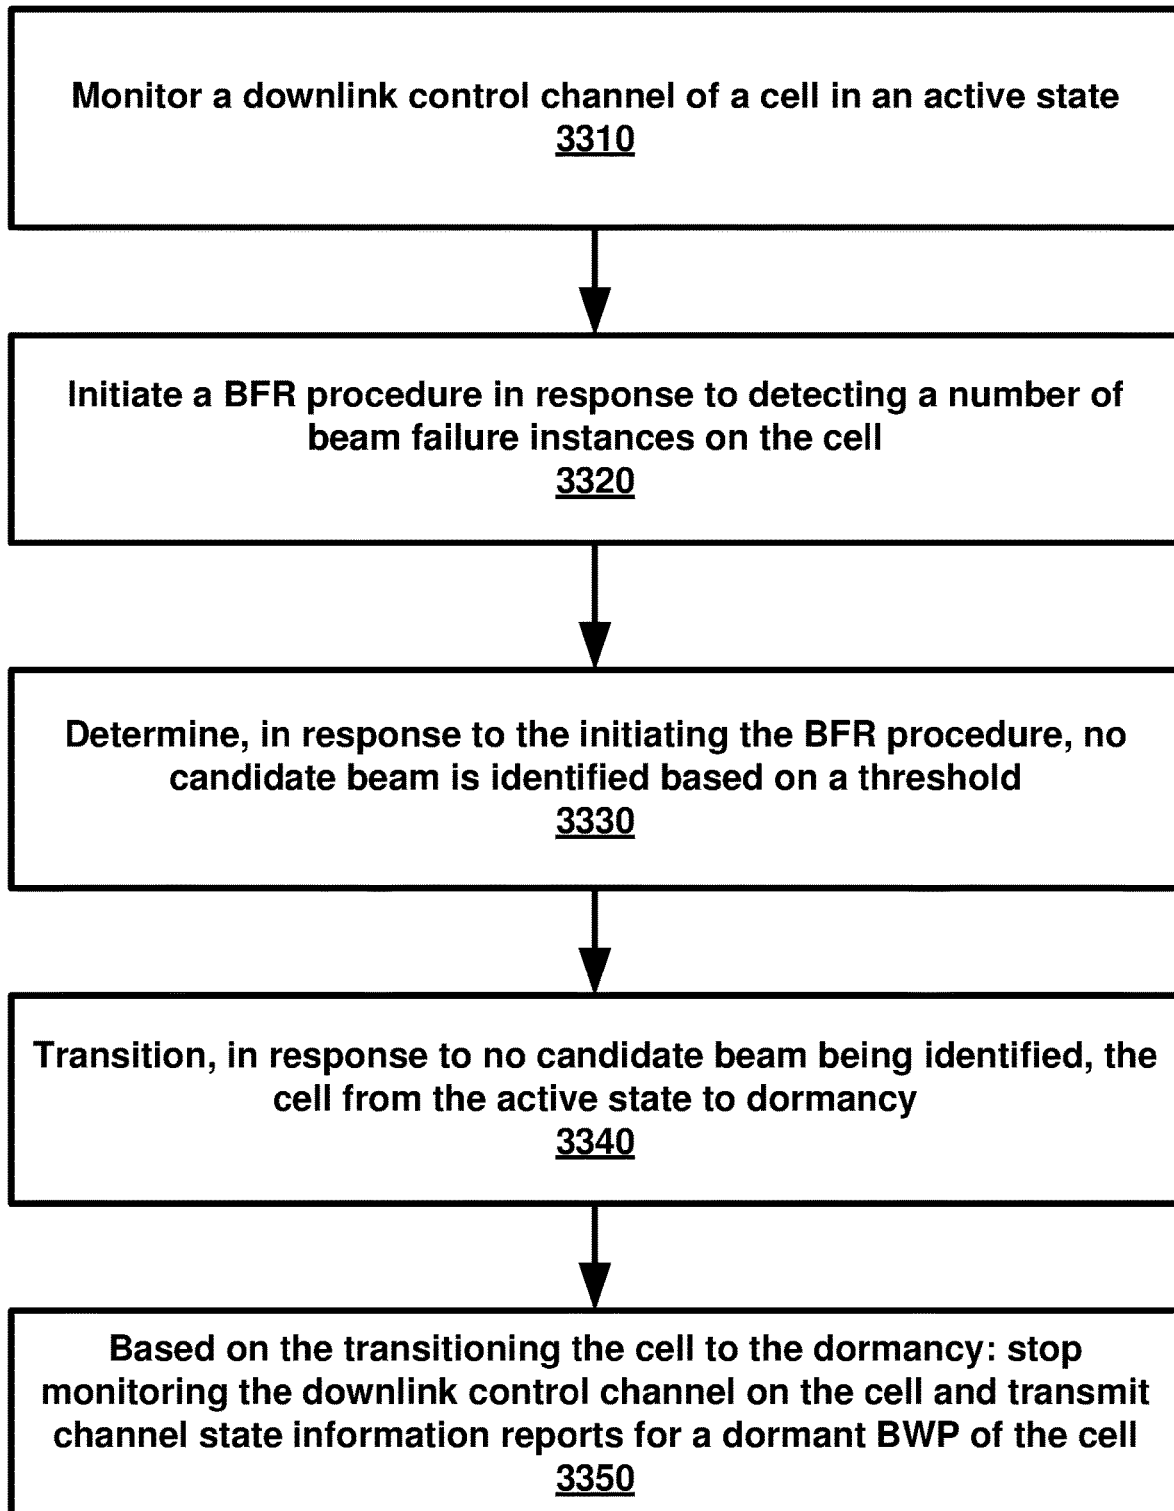 Monitor a downlink control channel of a cell in an active state
3310
Initiate a BFR procedure in response to detecting a number of
beam failure instances on the cell
3320
Determine, in response to the initiating the BFR procedure, no
candidate beam is identified based on a threshold
3330
Transition, in response to no candidate beam being identified, the
cell from the active state to dormancy
3340
Based on the transitioning the cell to the dormancy: stop
monitoring the downlink control channel on the cell and transmit
channel state information reports for a dormant BWP of the cell
3350